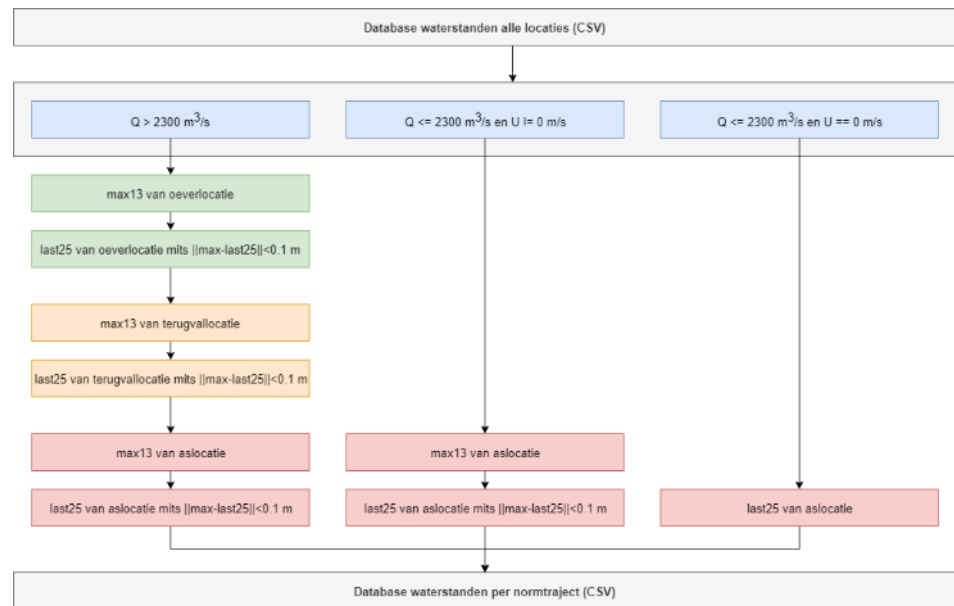 Database waterstanden alle locaties (CSV)
Q > 2300 m³/s
Q <= 2300 m³/s en U != 0 m/s
Q <= 2300 m³/s en U == 0 m/s
max13 van oeverlocatie
last25 van oeverlocatie mits ||max-last25||<0.1 m
max13 van terugvallocatie
last25 van terugvallocatie mits ||max-last25||<0.1 m
max13 van aslocatie
max13 van aslocatie
last25 van aslocatie mits ||max-last25||<0.1 m
last25 van aslocatie mits ||max-last25||<0.1 m
last25 van aslocatie
Database waterstanden per normtraject (CSV)